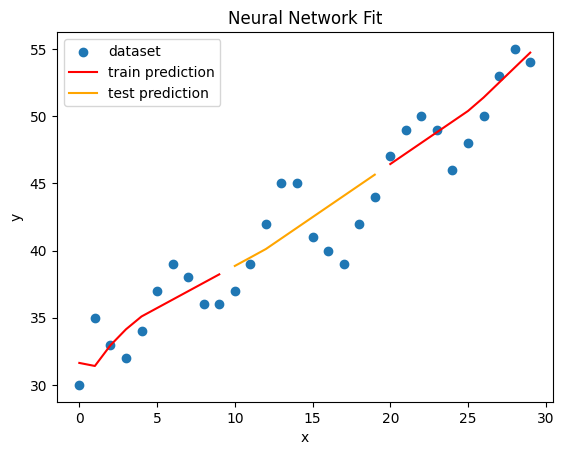 Neural Network Fit
dataset
train prediction
test prediction
y
55
50
45
40
35
30
0 5 10 15 20 25 30
x